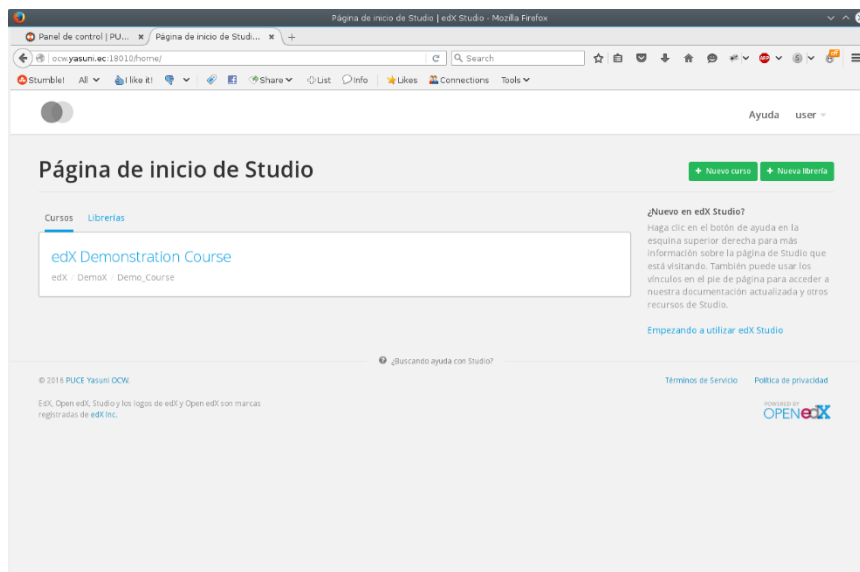 Página de inicio de Studio | edX Studio - Mozilla Firefox
Panel de control | PU... × Página de inicio de Studi... × +
ocw.yasuni.ec:18010/home/ Search
Stumble! All I like it! Share List Info Likes Connections Tools
Ayuda user
Página de inicio de Studio
+ Nuevo curso + Nueva librería
Cursos Librerías
edX Demonstration Course
edX / DemoX / Demo_Course
¿Nuevo en edX Studio?
Haga clic en el botón de ayuda en la
esquina superior derecha para más
información sobre la página de Studio que
está visitando. También puede usar los
vínculos en el pie de página para acceder a
nuestra documentación actualizada y otros
recursos de Studio.
Empezando a utilizar edX Studio
¿Buscando ayuda con Studio?
© 2016 PUCE Yasuni OCW.
Términos de Servicio Política de privacidad
EdX, Open edX, Studio y los logos de edX y Open edX son marcas
registradas de edX Inc.
POWERED BY
OPEN edX